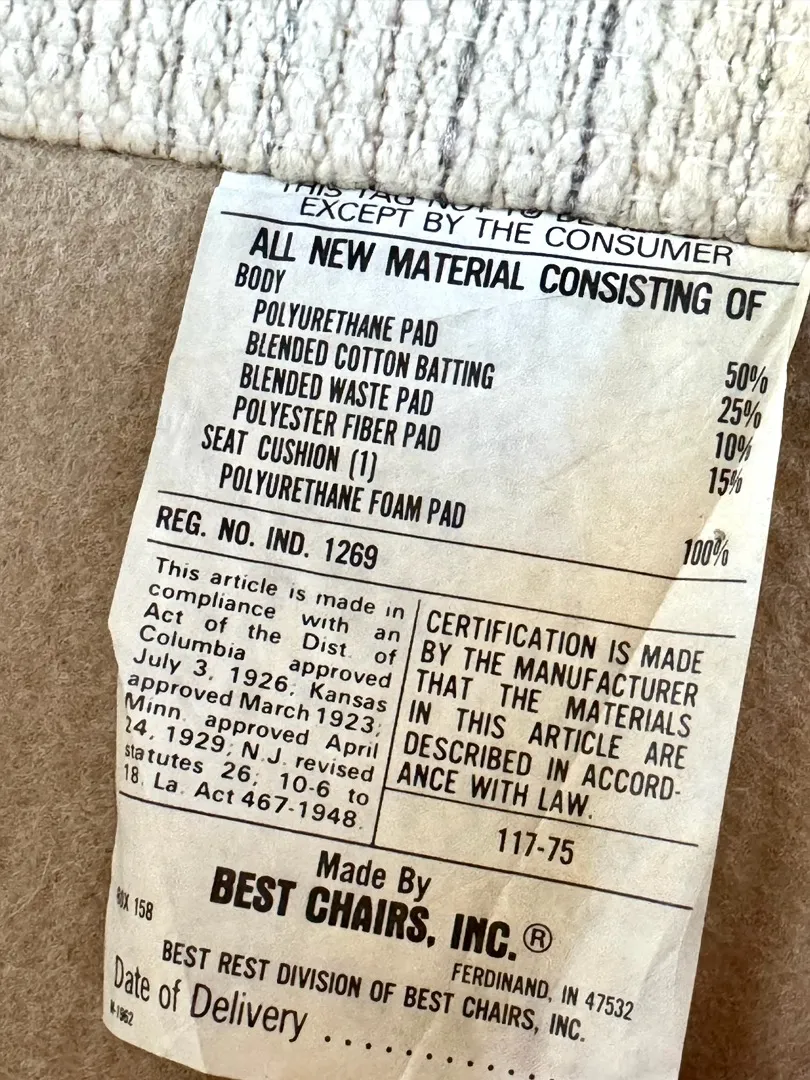 THIS TAG NOT TO BE
EXCEPT BY THE CONSUMER
ALL NEW MATERIAL CONSISTING OF
BODY
POLYURETHANE PAD 50%
BLENDED COTTON BATTING 25%
BLENDED WASTE PAD 10%
POLYESTER FIBER PAD 15%
SEAT CUSHION (1)
POLYURETHANE FOAM PAD 100%
REG. NO. IND. 1269
This article is made in
compliance with an
Act of the Dist. of
Columbia approved
July 3, 1926; Kansas
approved March 1923;
Minn. approved April
24, 1929; N.J. revised
statutes 26; 10-6 to
18. La. Act 467-1948.
CERTIFICATION IS MADE
BY THE MANUFACTURER
THAT THE MATERIALS
IN THIS ARTICLE ARE
DESCRIBED IN ACCORD-
ANCE WITH LAW.
117-75
Made By
BEST CHAIRS, INC.®
BOX 158 FERDINAND, IN 47532
BEST REST DIVISION OF BEST CHAIRS, INC.
Date of Delivery ....................